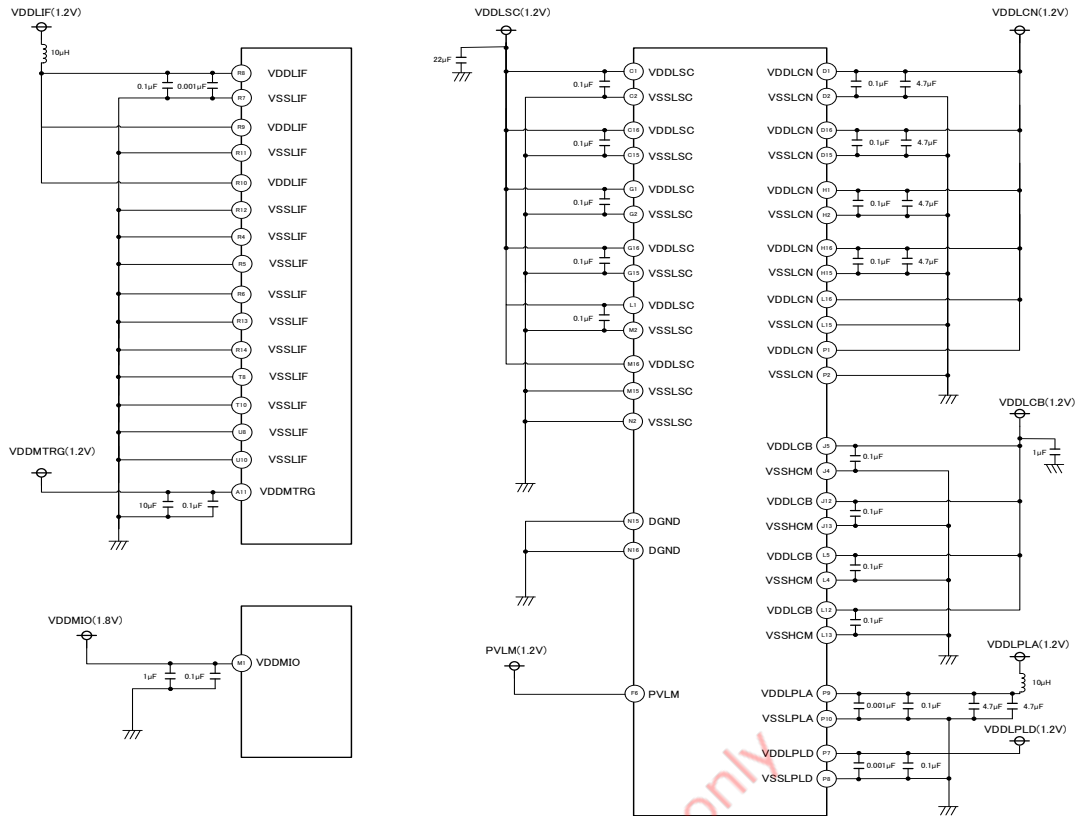 VDDLIF(1.2V)
10µH
0.1µF
0.001µF
R8 VDDLIF
R7 VSSLIF
R9 VDDLIF
R11 VSSLIF
R10 VDDLIF
R12 VSSLIF
R4 VSSLIF
R5 VSSLIF
R6 VSSLIF
R13 VSSLIF
R14 VSSLIF
T8 VSSLIF
T10 VSSLIF
U8 VSSLIF
U10 VSSLIF
VDDMTRG(1.2V)
10µF
0.1µF
A11 VDDMTRG
VDDMIO(1.8V)
1µF
0.1µF
M1 VDDMIO
VDDLSC(1.2V)
22µF
0.1µF
C1 VDDLSC
C2 VSSLSC
0.1µF
C16 VDDLSC
C15 VSSLSC
0.1µF
G1 VDDLSC
G2 VSSLSC
0.1µF
G16 VDDLSC
G15 VSSLSC
0.1µF
L1 VDDLSC
M2 VSSLSC
M16 VDDLSC
M15 VSSLSC
N2 VSSLSC
N15 DGND
N16 DGND
PVLM(1.2V)
F6 PVLM
VDDLCN(1.2V)
VDDLCN D1
0.1µF
4.7µF
VSSLCN D2
VDDLCN D16
0.1µF
4.7µF
VSSLCN D15
VDDLCN H1
0.1µF
4.7µF
VSSLCN H2
VDDLCN H16
0.1µF
4.7µF
VSSLCN H15
VDDLCN L16
VSSLCN L15
VDDLCN P1
VSSLCN P2
VDDLCB(1.2V)
1µF
VDDLCB J5
0.1µF
VSSHCM J4
VDDLCB J12
0.1µF
VSSHCM J13
VDDLCB L5
0.1µF
VSSHCM L4
VDDLCB L12
0.1µF
VSSHCM L13
VDDLPLA(1.2V)
10µH
VDDLPLA P9
0.001µF
0.1µF
4.7µF
4.7µF
VSSLPLA P10
VDDLPLD(1.2V)
VDDLPLD P7
0.001µF
0.1µF
VSSLPLD P8
only